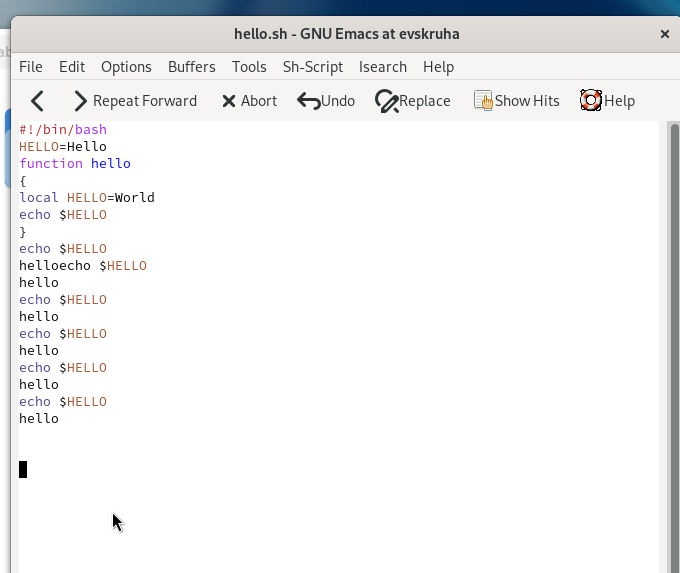 hello.sh - GNU Emacs at evskruha
File Edit Options Buffers Tools Sh-Script Isearch Help
Repeat Forward Abort Undo Replace Show Hits Help
#!/bin/bash
HELLO=Hello
function hello
{
local HELLO=World
echo $HELLO
}
echo $HELLO
helloecho $HELLO
hello
echo $HELLO
hello
echo $HELLO
hello
echo $HELLO
hello
echo $HELLO
hello